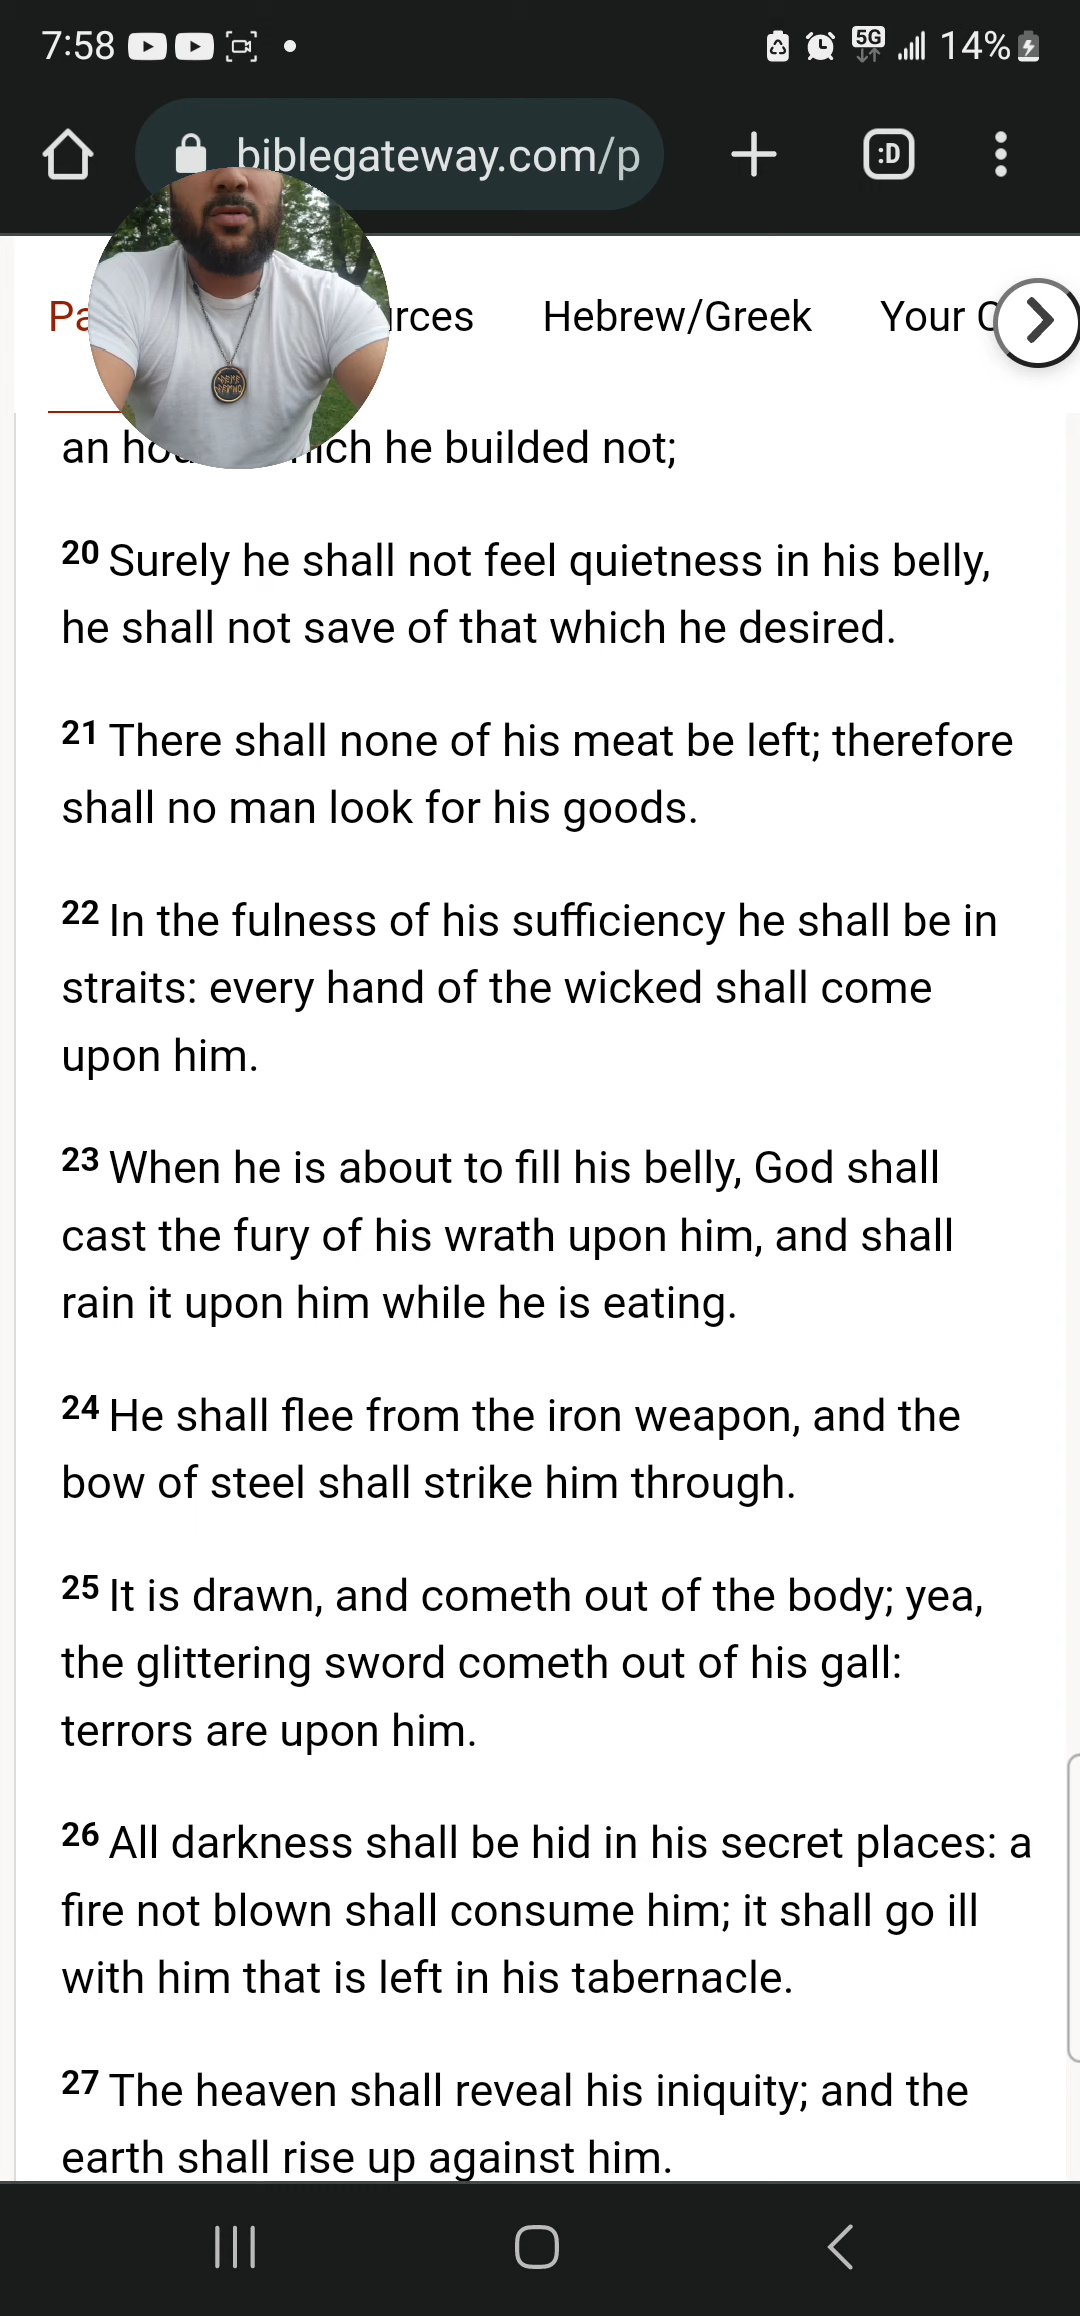 7:58
5G
14%
biblegateway.com/p
:D
Hebrew/Greek Your
an which he builded not;
20 Surely he shall not feel quietness in his belly,
he shall not save of that which he desired.
21 There shall none of his meat be left; therefore
shall no man look for his goods.
22 In the fulness of his sufficiency he shall be in
straits: every hand of the wicked shall come
upon him.
23 When he is about to fill his belly, God shall
cast the fury of his wrath upon him, and shall
rain it upon him while he is eating.
24 He shall flee from the iron weapon, and the
bow of steel shall strike him through.
25 It is drawn, and cometh out of the body; yea,
the glittering sword cometh out of his gall:
terrors are upon him.
26 All darkness shall be hid in his secret places: a
fire not blown shall consume him; it shall go ill
with him that is left in his tabernacle.
27 The heaven shall reveal his iniquity; and the
earth shall rise up against him.